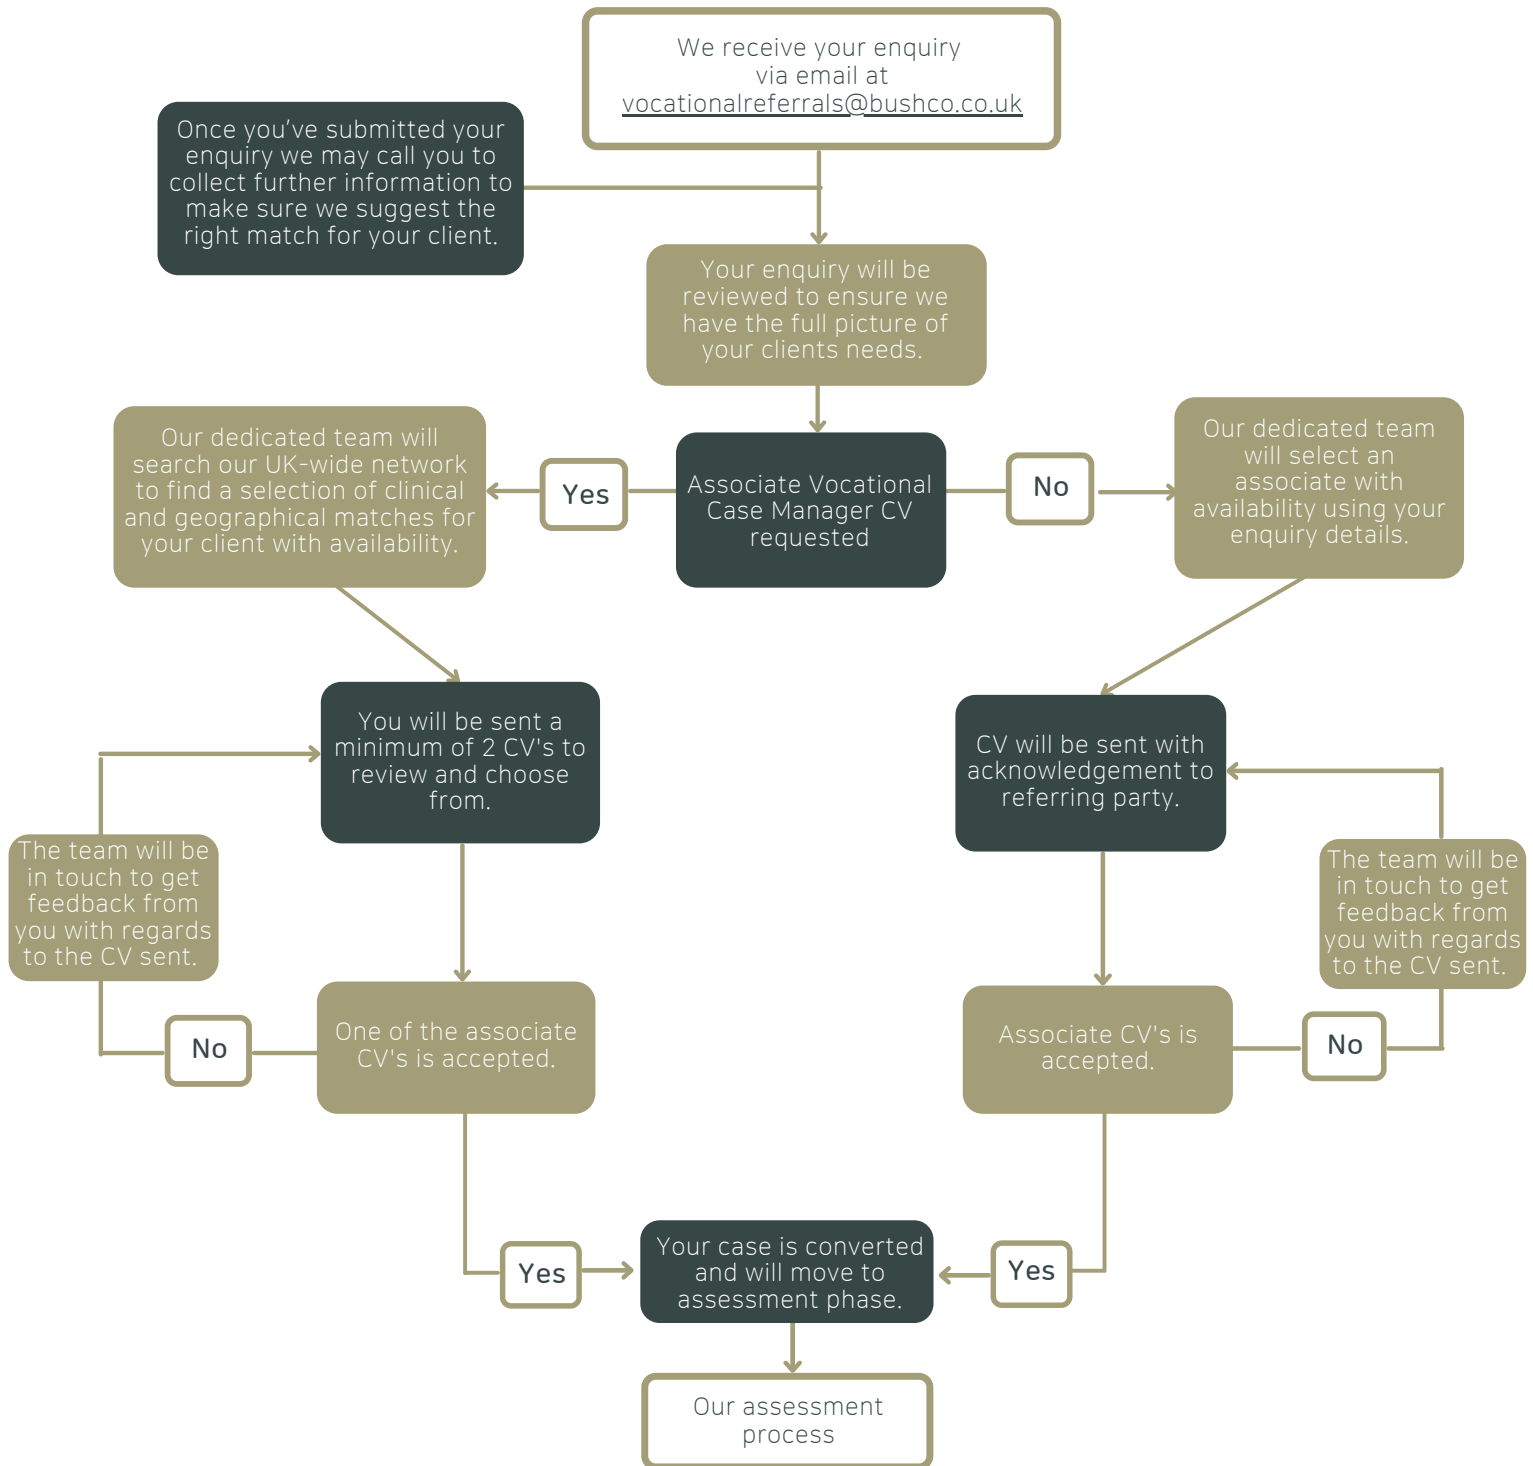 We receive your enquiry
via email at
vocationalreferrals@bushco.co.uk
Once you've submitted your
enquiry we may call you to
collect further information to
make sure we suggest the
right match for your client.
Your enquiry will be
reviewed to ensure we
have the full picture of
your clients needs.
Our dedicated team will
search our UK-wide network
to find a selection of clinical
and geographical matches for
your client with availability.
Yes
Associate Vocational
Case Manager CV
requested
No
Our dedicated team
will select an
associate with
availability using your
enquiry details.
You will be sent a
minimum of 2 CV's to
review and choose
from.
CV will be sent with
acknowledgement to
referring party.
The team will be
in touch to get
feedback from
you with regards
to the CV sent.
The team will be
in touch to get
feedback from
you with regards
to the CV sent.
No
One of the associate
CV's is accepted.
Associate CV's is
accepted.
No
Yes
Your case is converted
and will move to
assessment phase.
Yes
Our assessment
process